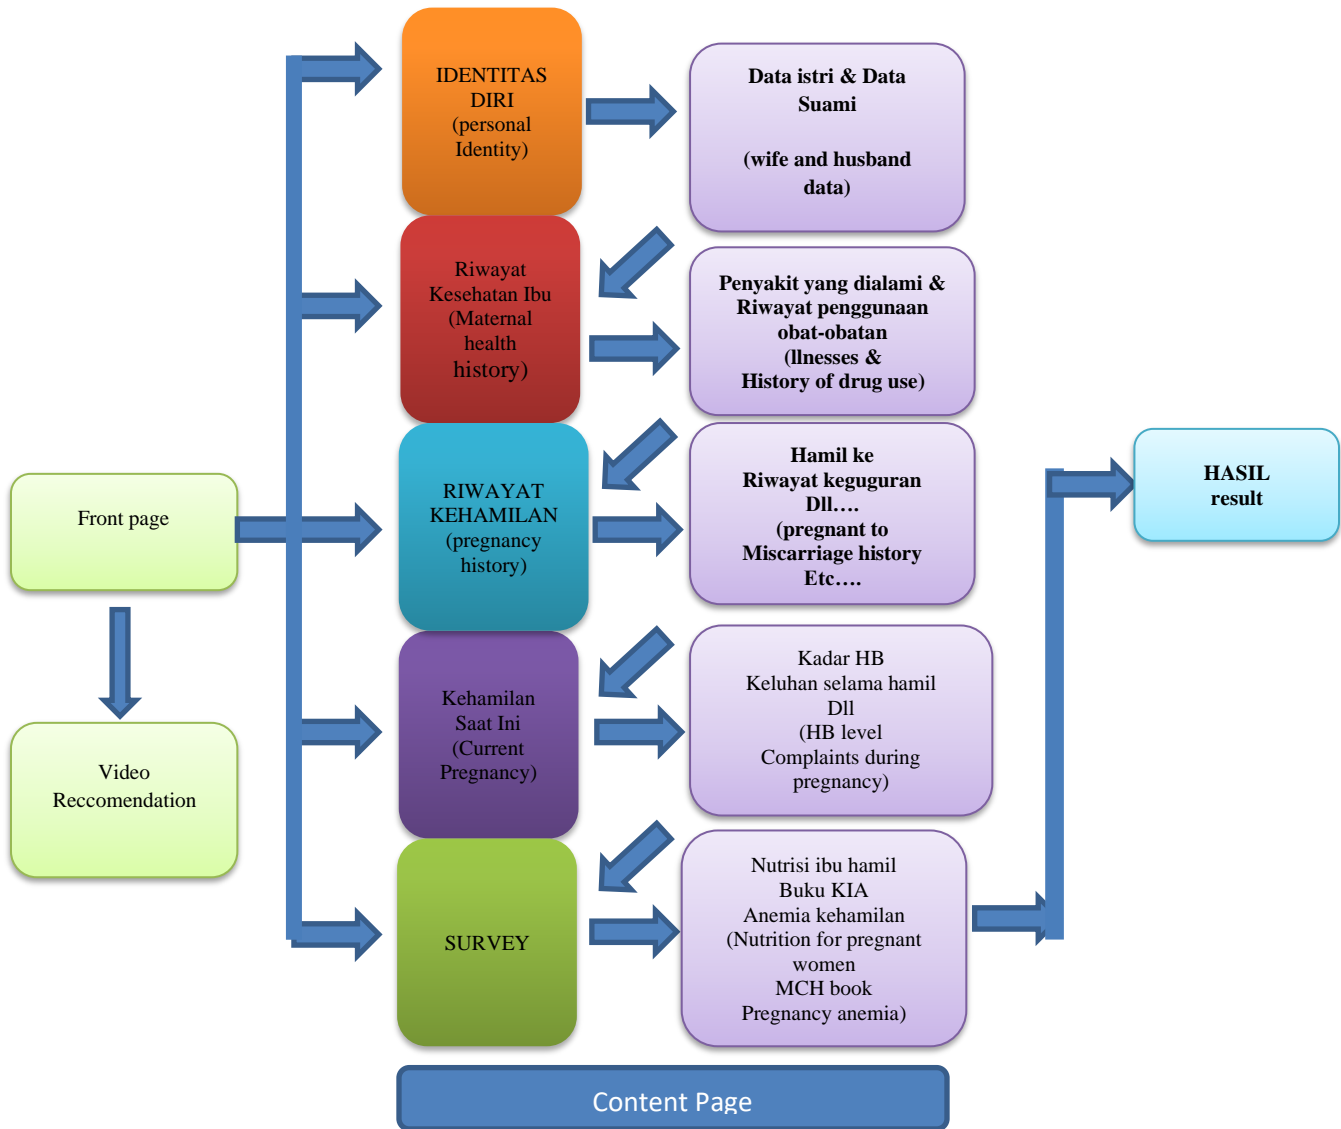 Front page
Video
Reccomendation
IDENTITAS
DIRI
(personal
Identity)
Data istri & Data
Suami
(wife and husband
data)
Riwayat
Kesehatan Ibu
(Maternal
health
history)
Penyakit yang dialami &
Riwayat penggunaan
obat-obatan
(llnesses &
History of drug use)
RIWAYAT
KEHAMILAN
(pregnancy
history)
Hamil ke
Riwayat keguguran
Dll….
(pregnant to
Miscarriage history
Etc….
Kehamilan
Saat Ini
(Current
Pregnancy)
Kadar HB
Keluhan selama hamil
Dll
(HB level
Complaints during
pregnancy)
SURVEY
Nutrisi ibu hamil
Buku KIA
Anemia kehamilan
(Nutrition for pregnant
women
MCH book
Pregnancy anemia)
HASIL
result
Content Page